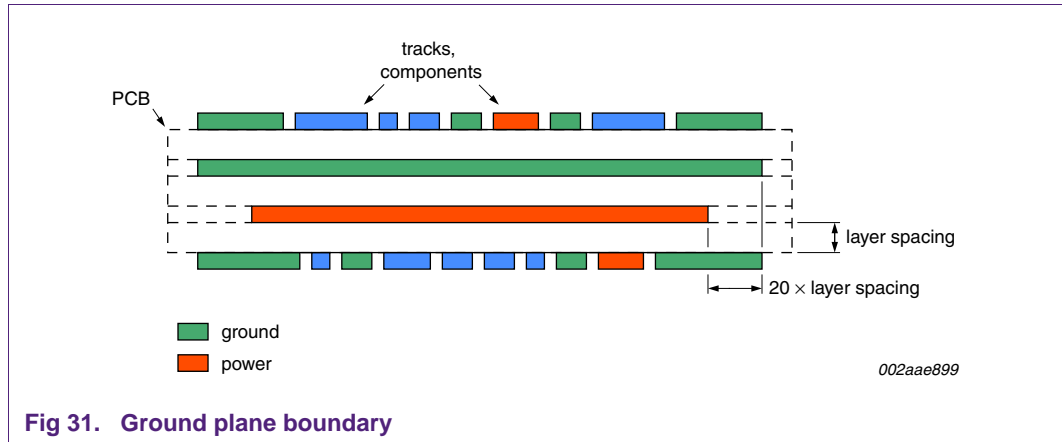 tracks,
components
PCB
layer spacing
20 × layer spacing
ground
power
002aae899
Fig 31. Ground plane boundary